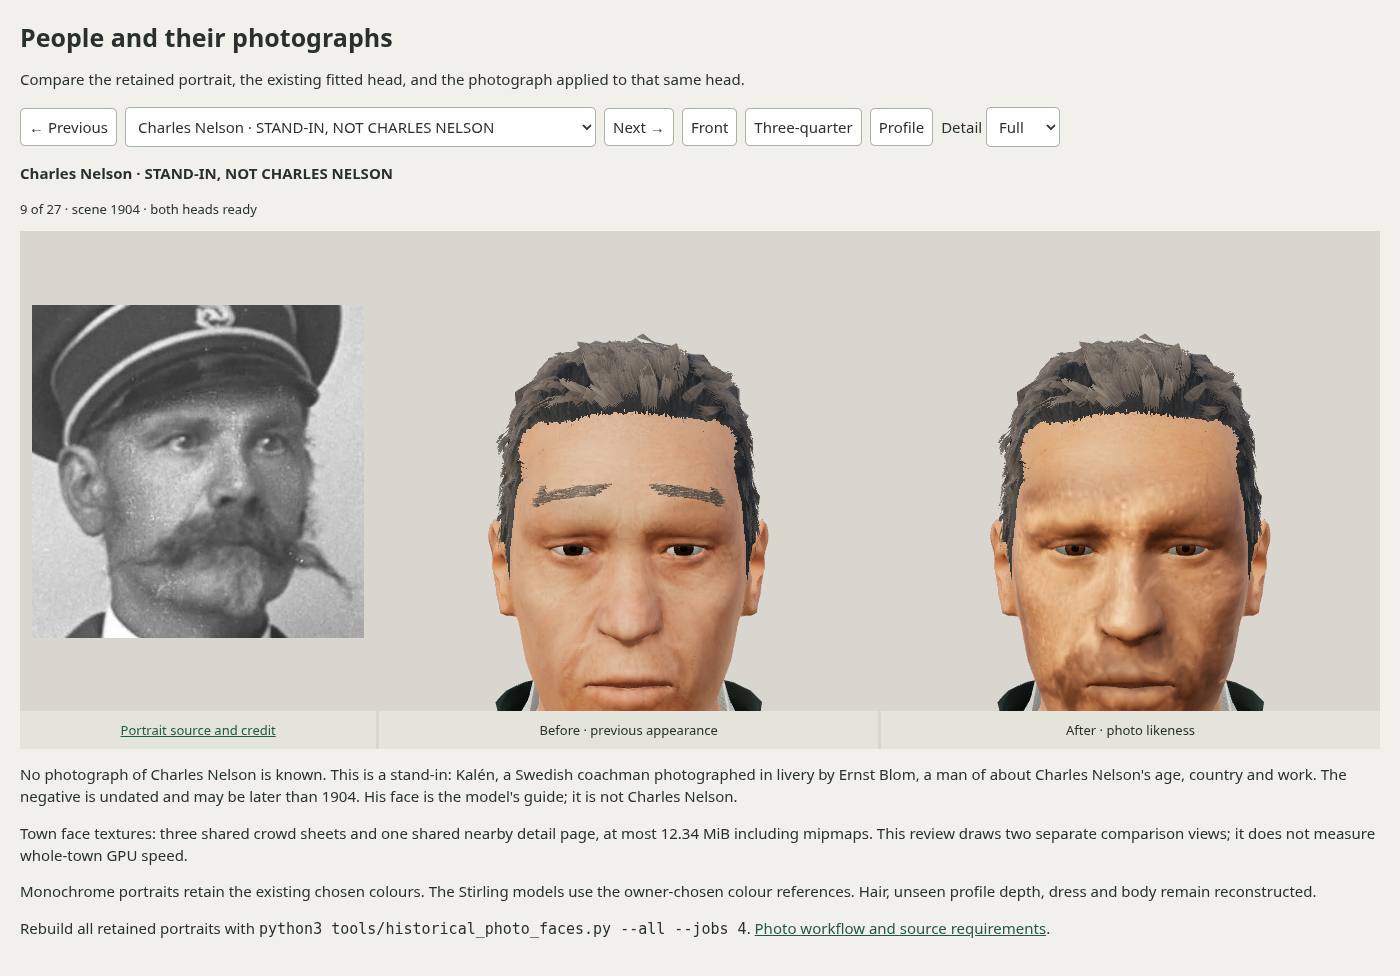 People and their photographs
Compare the retained portrait, the existing fitted head, and the photograph applied to that same head.
← Previous
Charles Nelson · STAND-IN, NOT CHARLES NELSON
Next →
Front
Three-quarter
Profile
Detail
Full
Charles Nelson · STAND-IN, NOT CHARLES NELSON
9 of 27 · scene 1904 · both heads ready
Portrait source and credit
Before · previous appearance
After · photo likeness
No photograph of Charles Nelson is known. This is a stand-in: Kalén, a Swedish coachman photographed in livery by Ernst Blom, a man of about Charles Nelson's age, country and work. The
negative is undated and may be later than 1904. His face is the model's guide; it is not Charles Nelson.
Town face textures: three shared crowd sheets and one shared nearby detail page, at most 12.34 MiB including mipmaps. This review draws two separate comparison views; it does not measure
whole-town GPU speed.
Monochrome portraits retain the existing chosen colours. The Stirling models use the owner-chosen colour references. Hair, unseen profile depth, dress and body remain reconstructed.
Rebuild all retained portraits with python3 tools/historical_photo_faces.py --all --jobs 4. Photo workflow and source requirements.